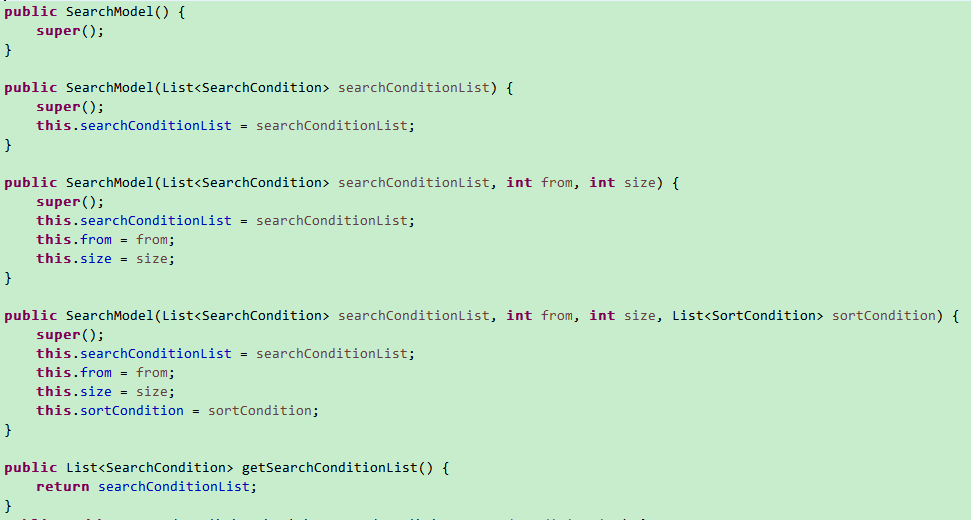 public SearchModel() {
    super();
}

public SearchModel(List<SearchCondition> searchConditionList) {
    super();
    this.searchConditionList = searchConditionList;
}

public SearchModel(List<SearchCondition> searchConditionList, int from, int size) {
    super();
    this.searchConditionList = searchConditionList;
    this.from = from;
    this.size = size;
}

public SearchModel(List<SearchCondition> searchConditionList, int from, int size, List<SortCondition> sortCondition) {
    super();
    this.searchConditionList = searchConditionList;
    this.from = from;
    this.size = size;
    this.sortCondition = sortCondition;
}

public List<SearchCondition> getSearchConditionList() {
    return searchConditionList;
}